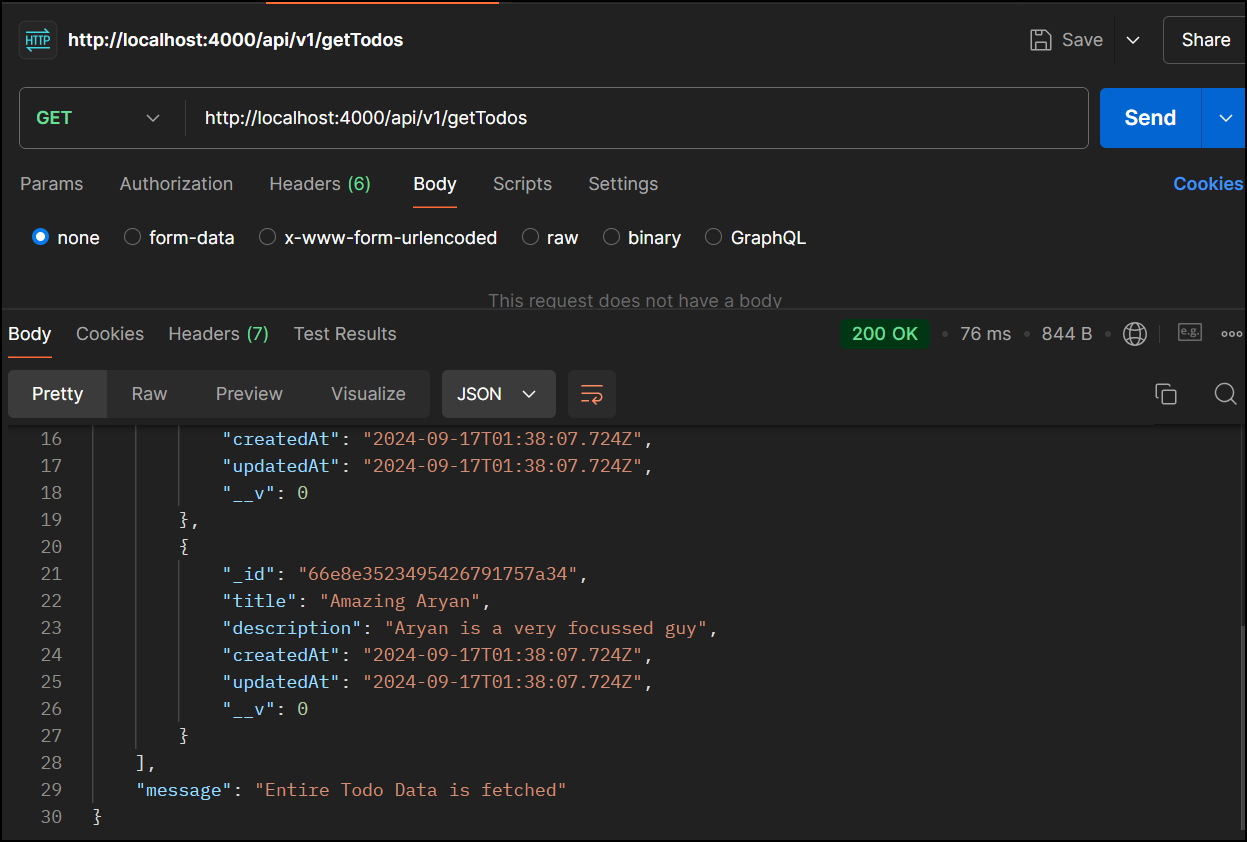 HTTP http://localhost:4000/api/v1/getTodos Save Share
GET http://localhost:4000/api/v1/getTodos Send
Params Authorization Headers (6) Body Scripts Settings Cookies
none form-data x-www-form-urlencoded raw binary GraphQL
This request does not have a body
Body Cookies Headers (7) Test Results 200 OK • 76 ms • 844 B • e.g. ooo
Pretty Raw Preview Visualize JSON
16 "createdAt": "2024-09-17T01:38:07.724Z",
17 "updatedAt": "2024-09-17T01:38:07.724Z",
18 "__v": 0
19 },
20 {
21 "_id": "66e8e3523495426791757a34",
22 "title": "Amazing Aryan",
23 "description": "Aryan is a very focussed guy",
24 "createdAt": "2024-09-17T01:38:07.724Z",
25 "updatedAt": "2024-09-17T01:38:07.724Z",
26 "__v": 0
27 }
28 ],
29 "message": "Entire Todo Data is fetched"
30 }